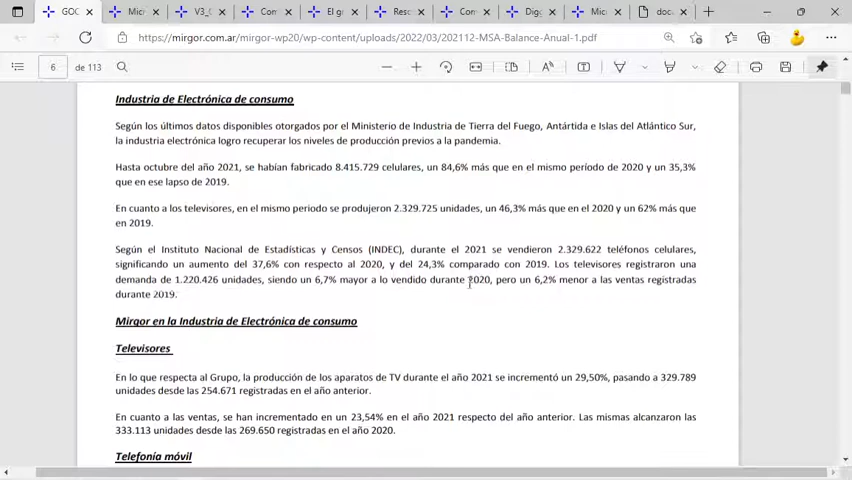 GOC
Micr
V3_(
Con
El g
Resc
Con
Digg
Mic
doc.
https://mirgor.com.ar/mirgor-wp20/wp-content/uploads/2022/03/202112-MSA-Balance-Anual-1.pdf
6 de 113
Industria de Electrónica de consumo
Según los últimos datos disponibles otorgados por el Ministerio de Industria de Tierra del Fuego, Antártida e Islas del Atlántico Sur,
la industria electrónica logro recuperar los niveles de producción previos a la pandemia.
Hasta octubre del año 2021, se habían fabricado 8.415.729 celulares, un 84,6% más que en el mismo período de 2020 y un 35,3%
que en ese lapso de 2019.
En cuanto a los televisores, en el mismo periodo se produjeron 2.329.725 unidades, un 46,3% más que en el 2020 y un 62% más que
en 2019.
Según el Instituto Nacional de Estadísticas y Censos (INDEC), durante el 2021 se vendieron 2.329.622 teléfonos celulares,
significando un aumento del 37,6% con respecto al 2020, y del 24,3% comparado con 2019. Los televisores registraron una
demanda de 1.220.426 unidades, siendo un 6,7% mayor a lo vendido durante 2020, pero un 6,2% menor a las ventas registradas
durante 2019.
Mirgor en la Industria de Electrónica de consumo
Televisores
En lo que respecta al Grupo, la producción de los aparatos de TV durante el año 2021 se incrementó un 29,50%, pasando a 329.789
unidades desde las 254.671 registradas en el año anterior.
En cuanto a las ventas, se han incrementado en un 23,54% en el año 2021 respecto del año anterior. Las mismas alcanzaron las
333.113 unidades desde las 269.650 registradas en el año 2020.
Telefonía móvil